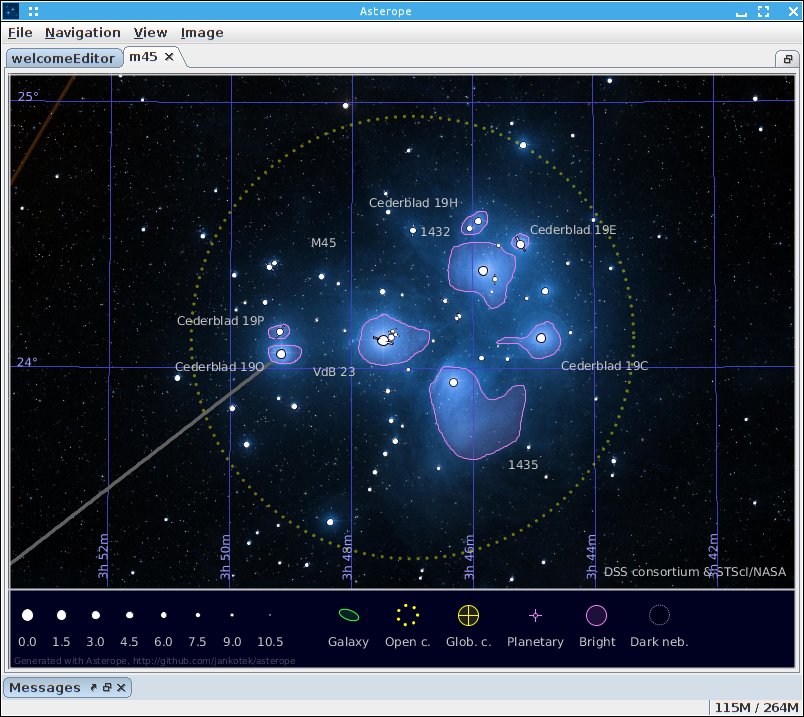 Asterope
File Navigation View Image
welcomeEditor m45
25°
Cederblad 19H
1432
Cederblad 19E
M45
Cederblad 19P
24°
Cederblad 19O
VdB 23
Cederblad 19C
1435
3h 52m 3h 50m 3h 48m 3h 46m 3h 44m 3h 42m
DSS consortium & STScI/NASA
0.0 1.5 3.0 4.5 6.0 7.5 9.0 10.5 Galaxy Open c. Glob. c. Planetary Bright Dark neb.
Generated with Asterope, http://github.com/jankotek/asterope
Messages
115M / 264M